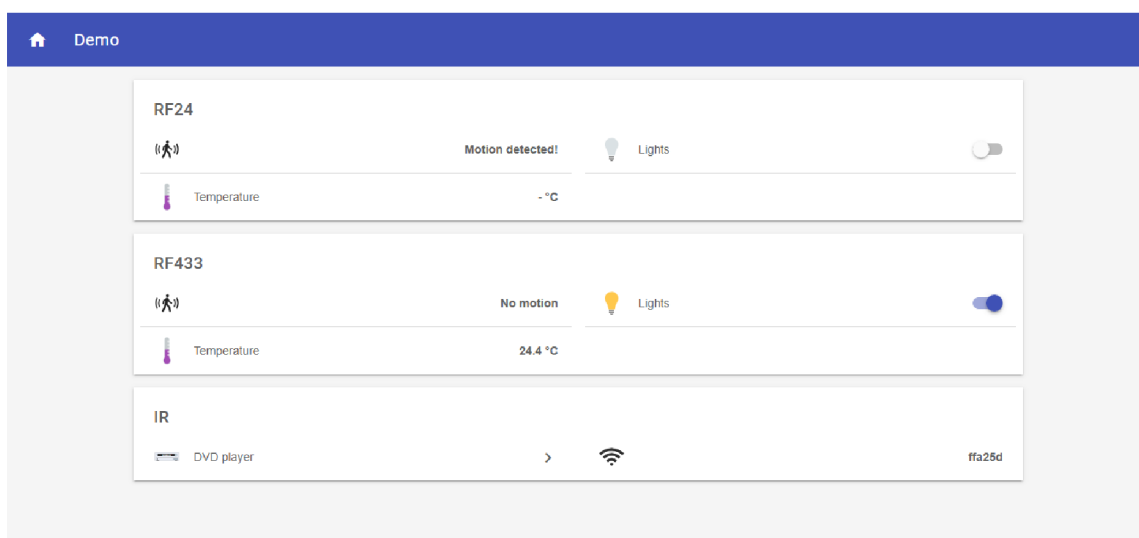 Demo
RF24
Motion detected! Lights
Temperature - °C
RF433
No motion Lights
Temperature 24.4 °C
IR
DVD player > ffa25d